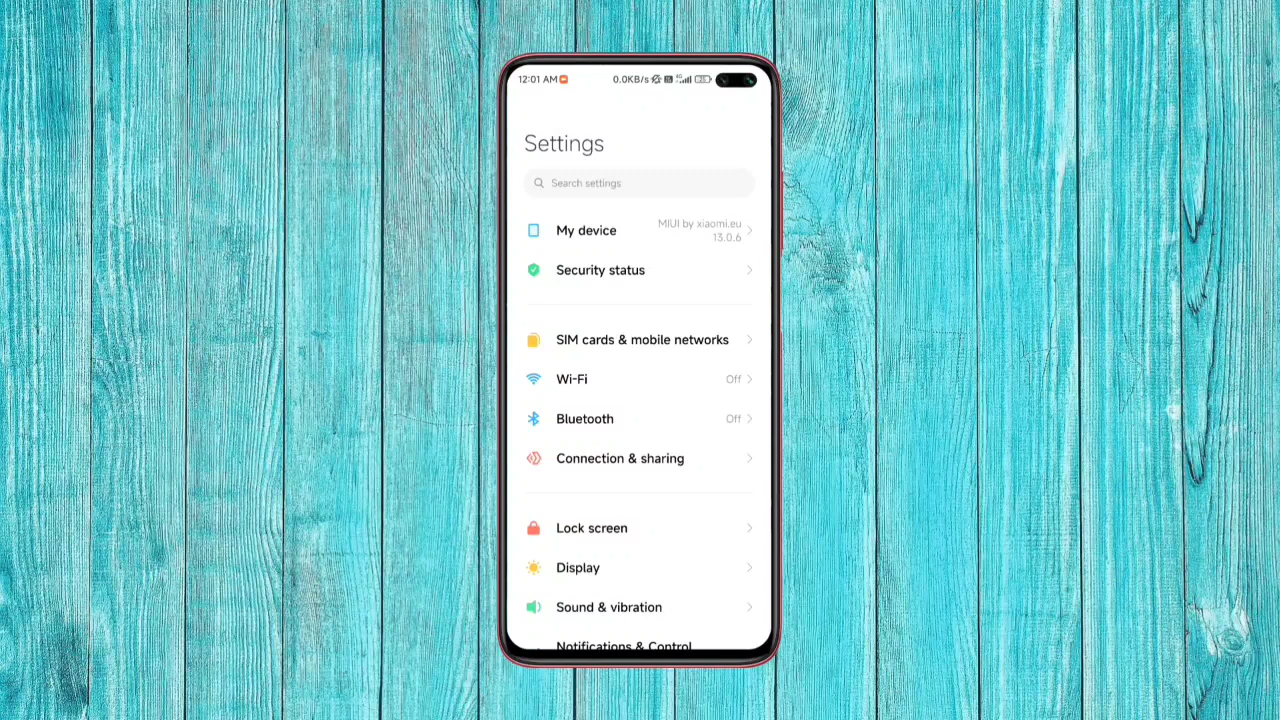 12:01 AM 0.0KB/s 4G
Settings
Search settings
My device
MIUI by xiaomi.eu
13.0.6
Security status
SIM cards & mobile networks
Wi-Fi Off
Bluetooth Off
Connection & sharing
Lock screen
Display
Sound & vibration
Notifications & Control